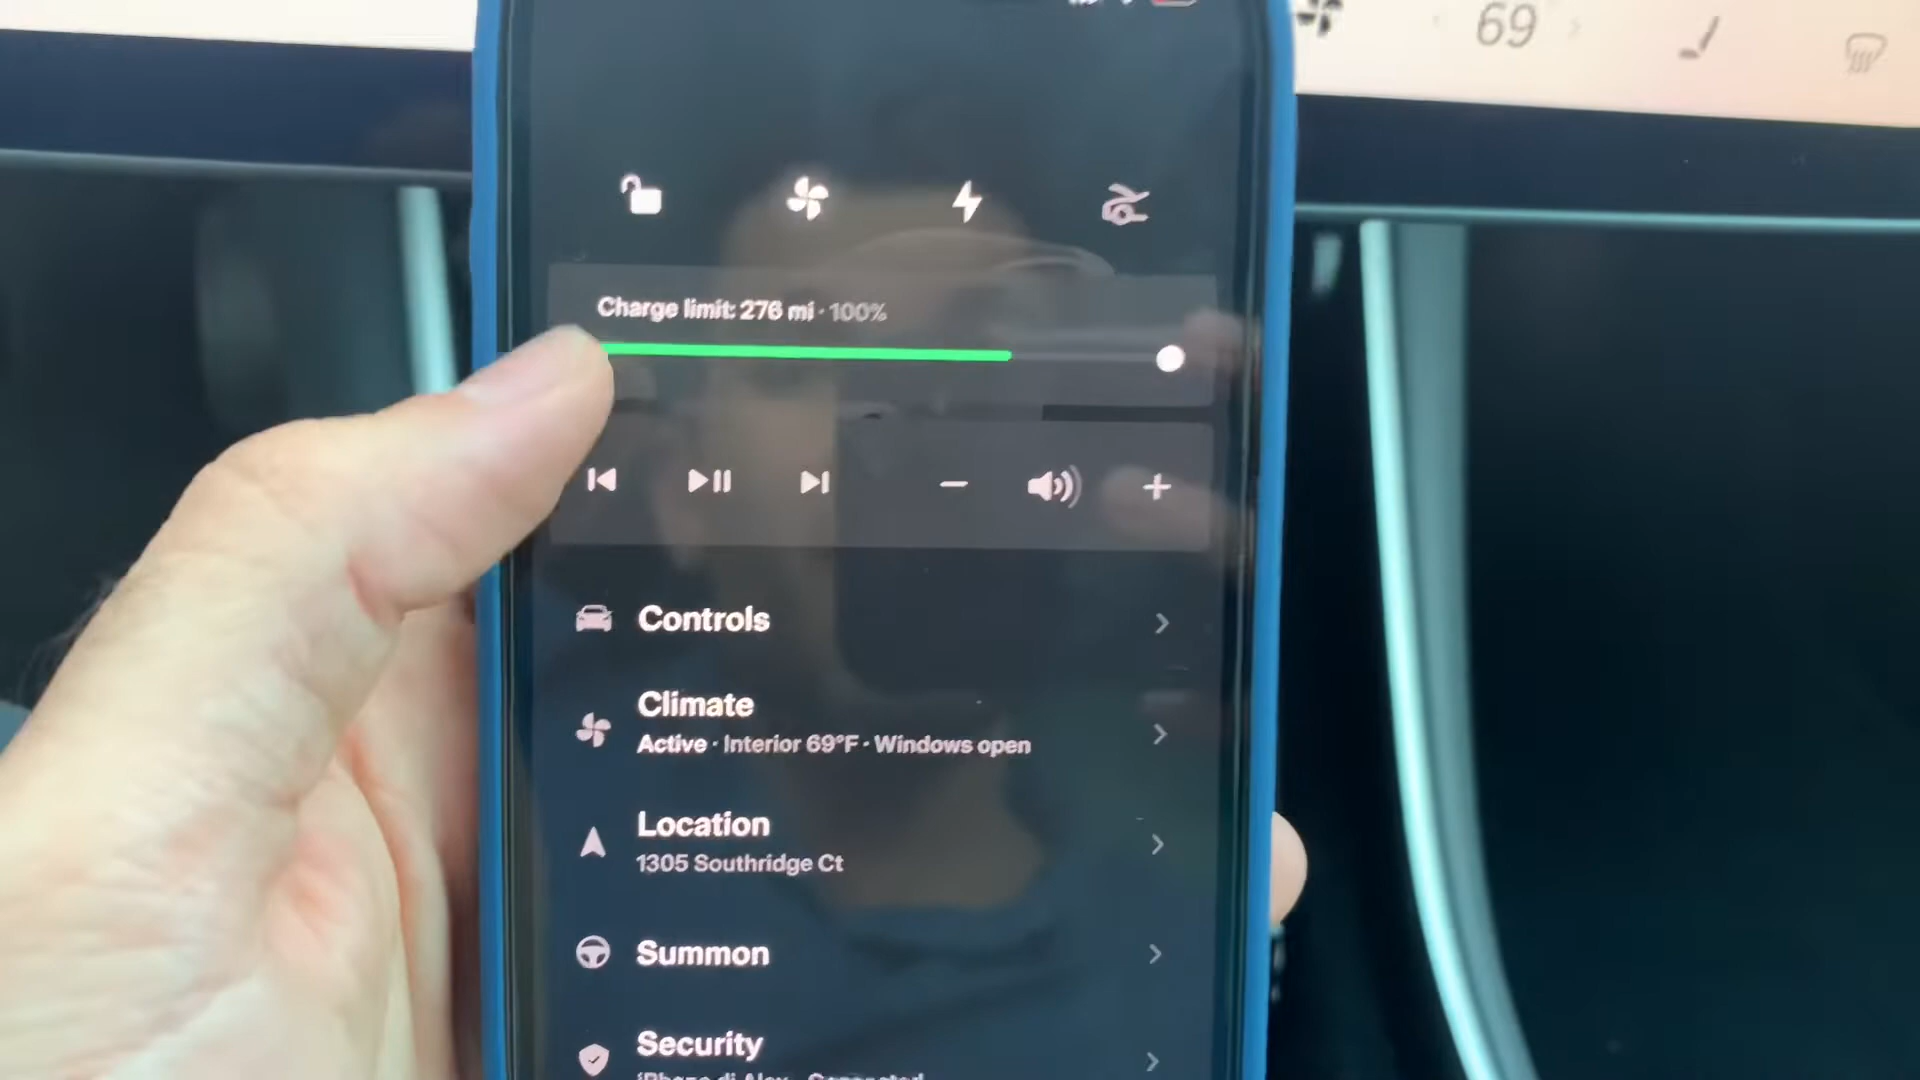 69
Charge limit: 276 mi · 100%
Controls
Climate
Active · Interior 69°F · Windows open
Location
1305 Southridge Ct
Summon
Security